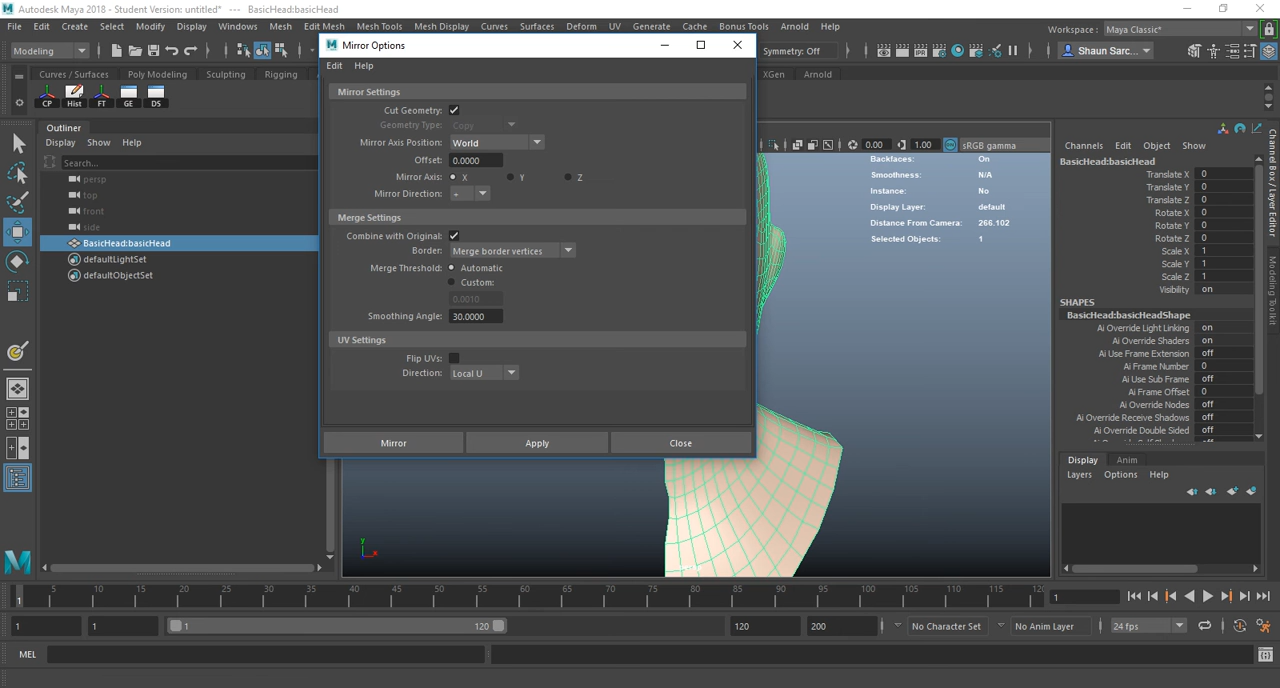 Autodesk Maya 2018 - Student Version: untitled* --- BasicHead:basicHead
File Edit Create Select Modify Display Windows Mesh Edit Mesh Mesh Tools Mesh Display Curves Surfaces Deform UV Generate Cache Bonus Tools Arnold Help
Workspace : Maya Classic*
Modeling
Symmetry: Off
Shaun Sarc...
Curves / Surfaces Poly Modeling Sculpting Rigging XGen Arnold
CP Hist FT GE DS
Mirror Options
Edit Help
Mirror Settings
Cut Geometry:
Geometry Type: Copy
Mirror Axis Position: World
Offset: 0.0000
Mirror Axis: X Y Z
Mirror Direction: +
Merge Settings
Combine with Original:
Border: Merge border vertices
Merge Threshold: Automatic
Custom:
0.0010
Smoothing Angle: 30.0000
UV Settings
Flip UVs:
Direction: Local U
Mirror Apply Close
Outliner
Display Show Help
Search...
persp
top
front
side
BasicHead:basicHead
defaultLightSet
defaultObjectSet
0.00 1.00 sRGB gamma
Backfaces: On
Smoothness: N/A
Instance: No
Display Layer: default
Distance From Camera: 266.102
Selected Objects: 1
y
x
Channels Edit Object Show
BasicHead:basicHead
Translate X 0
Translate Y 0
Translate Z 0
Rotate X 0
Rotate Y 0
Rotate Z 0
Scale X 1
Scale Y 1
Scale Z 1
Visibility on
SHAPES
BasicHead:basicHeadShape
Ai Override Light Linking on
Ai Override Shaders on
Ai Use Frame Extension off
Ai Frame Number 0
Ai Use Sub Frame off
Ai Frame Offset 0
Ai Override Nodes off
Ai Override Receive Shadows off
Ai Override Double Sided off
Channel Box / Layer Editor
Modeling Toolkit
Display Anim
Layers Options Help
1 5 10 15 20 25 30 35 40 45 50 55 60 65 70 75 80 85 90 95 100 105 110 115 120
1
1 1 1 120 120 200
No Character Set No Anim Layer 24 fps
MEL